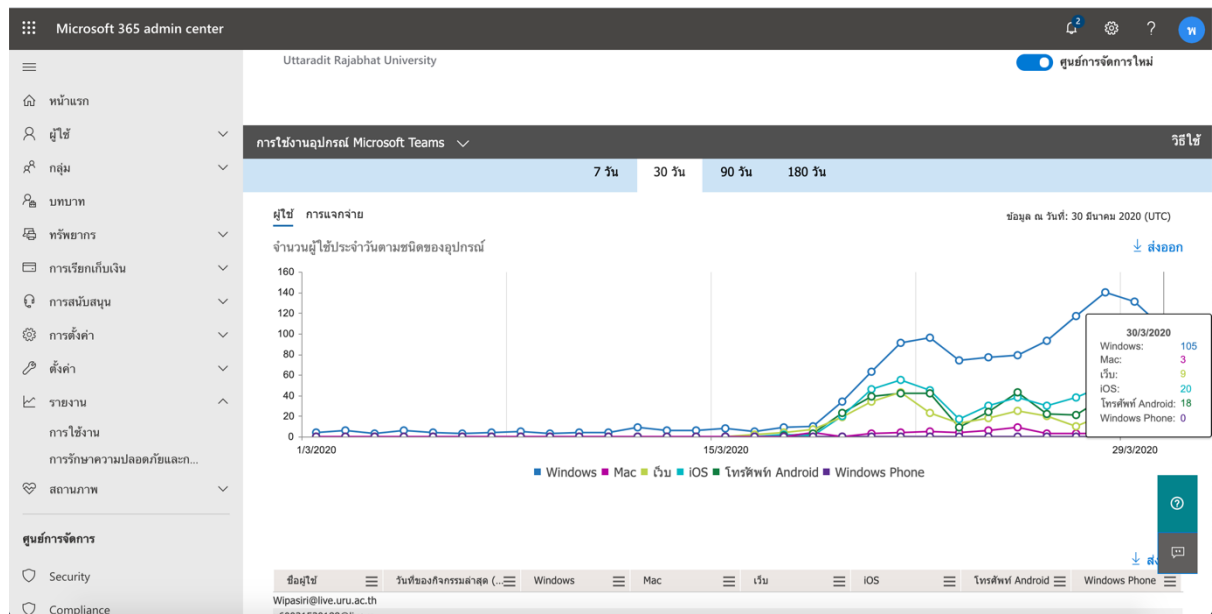 Microsoft 365 admin center
2
?
พ
Uttaradit Rajabhat University
ศูนย์การจัดการใหม่
หน้าแรก
ผู้ใช้
กลุ่ม
บทบาท
ทรัพยากร
การเรียกเก็บเงิน
การสนับสนุน
การตั้งค่า
ตั้งค่า
รายงาน
การใช้งาน
การรักษาความปลอดภัยและก...
สถานภาพ
ศูนย์การจัดการ
Security
Compliance
การใช้งานอุปกรณ์ Microsoft Teams
วิธีใช้
7 วัน 30 วัน 90 วัน 180 วัน
ผู้ใช้ การแจกจ่าย
ข้อมูล ณ วันที่: 30 มีนาคม 2020 (UTC)
จำนวนผู้ใช้ประจำวันตามชนิดของอุปกรณ์
ส่งออก
160
140
120
100
80
60
40
20
0
1/3/2020 15/3/2020 29/3/2020
30/3/2020
Windows: 105
Mac: 3
เว็บ: 9
iOS: 20
โทรศัพท์ Android: 18
Windows Phone: 0
Windows Mac เว็บ iOS โทรศัพท์ Android Windows Phone
?
ชื่อผู้ใช้ วันที่ของกิจกรรมล่าสุด (... Windows Mac เว็บ iOS โทรศัพท์ Android Windows Phone
Wipasiri@live.uru.ac.th